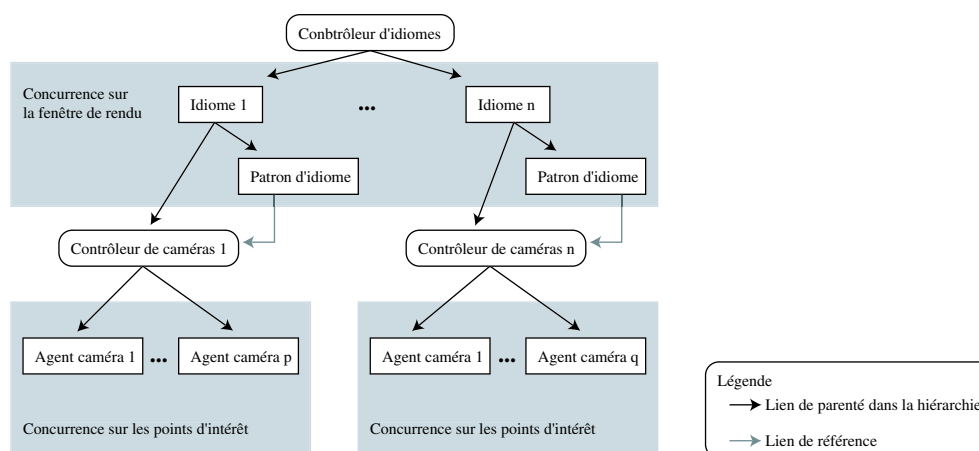 Conbtrôleur d'idiomes
Concurrence sur
la fenêtre de rendu
Idiome 1
...
Idiome n
Patron d'idiome
Patron d'idiome
Contrôleur de caméras 1
Contrôleur de caméras n
Agent caméra 1
...
Agent caméra p
Agent caméra 1
...
Agent caméra q
Concurrence sur les points d'intérêt
Concurrence sur les points d'intérêt
Légende
Lien de parenté dans la hiérarchie
Lien de référence